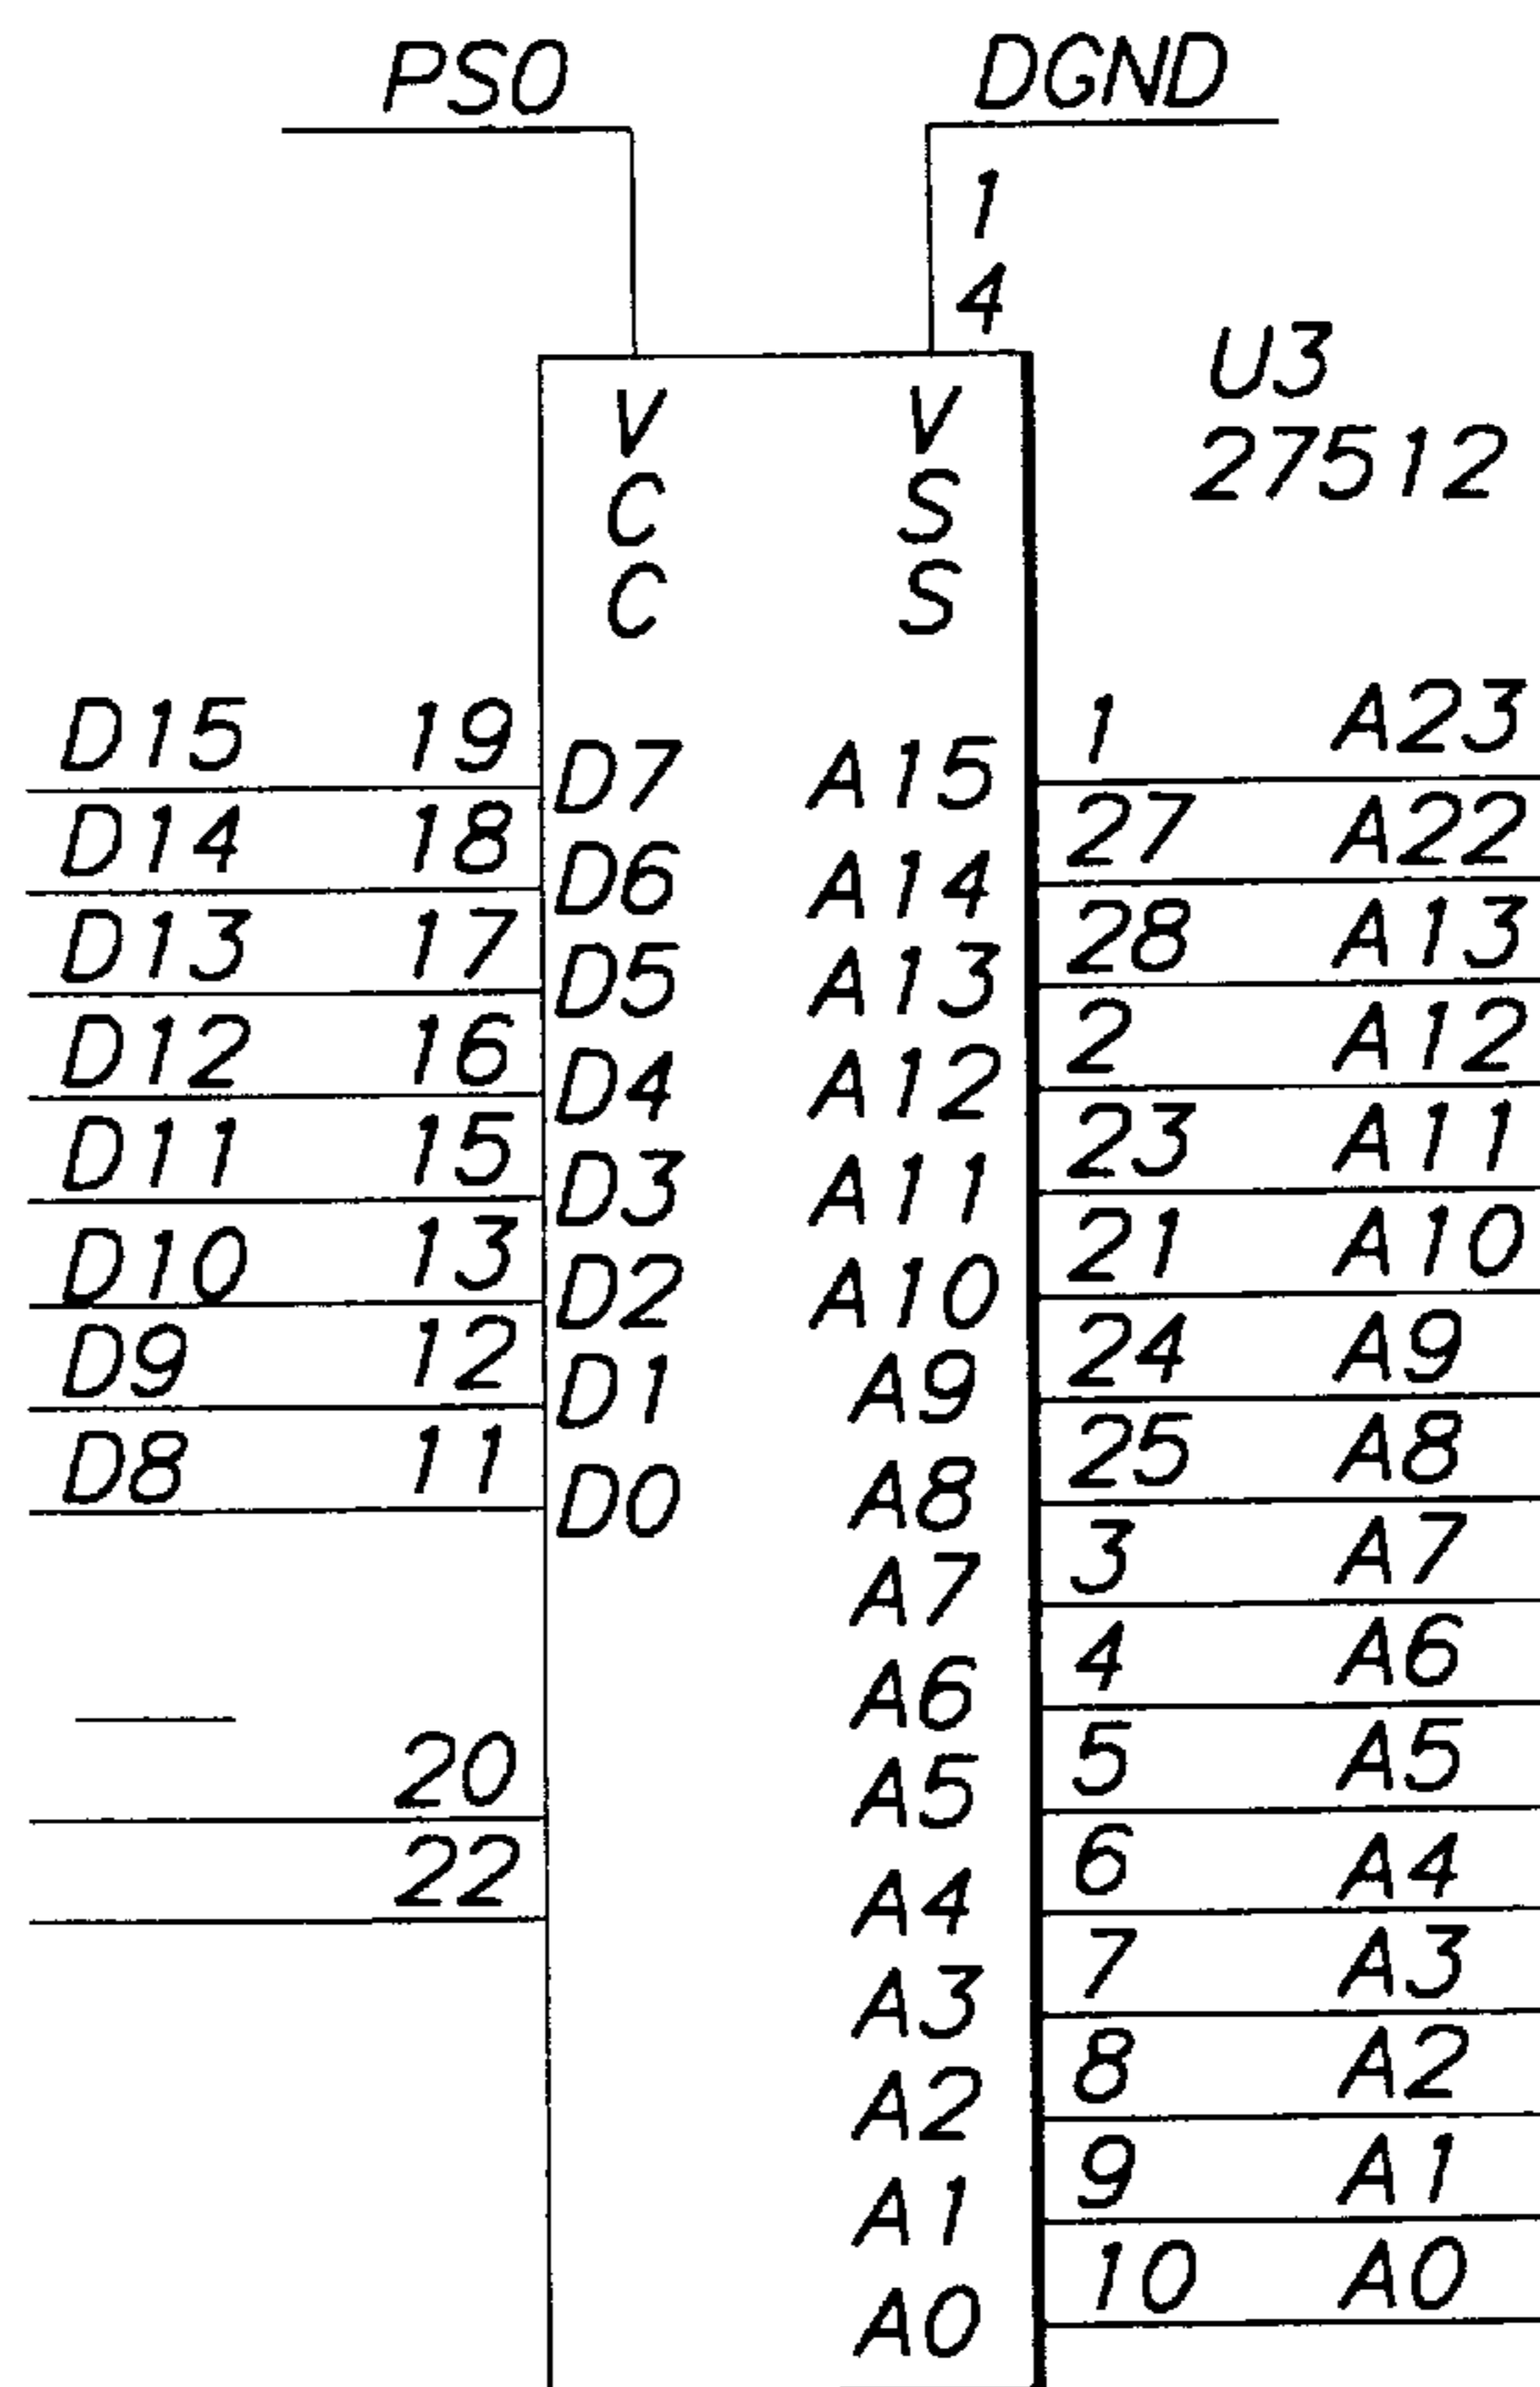 PS0 DGND
1
4
U3
27512
V V
C S
C S
D15 19 D7 A15 1 A23
D14 18 D6 A14 27 A22
D13 17 D5 A13 28 A13
D12 16 D4 A12 2 A12
D11 15 D3 A11 23 A11
D10 13 D2 A10 21 A10
D9 12 D1 A9 24 A9
D8 11 D0 A8 25 A8
A7 3 A7
A6 4 A6
20 A5 5 A5
22 A4 6 A4
A3 7 A3
A2 8 A2
A1 9 A1
A0 10 A0